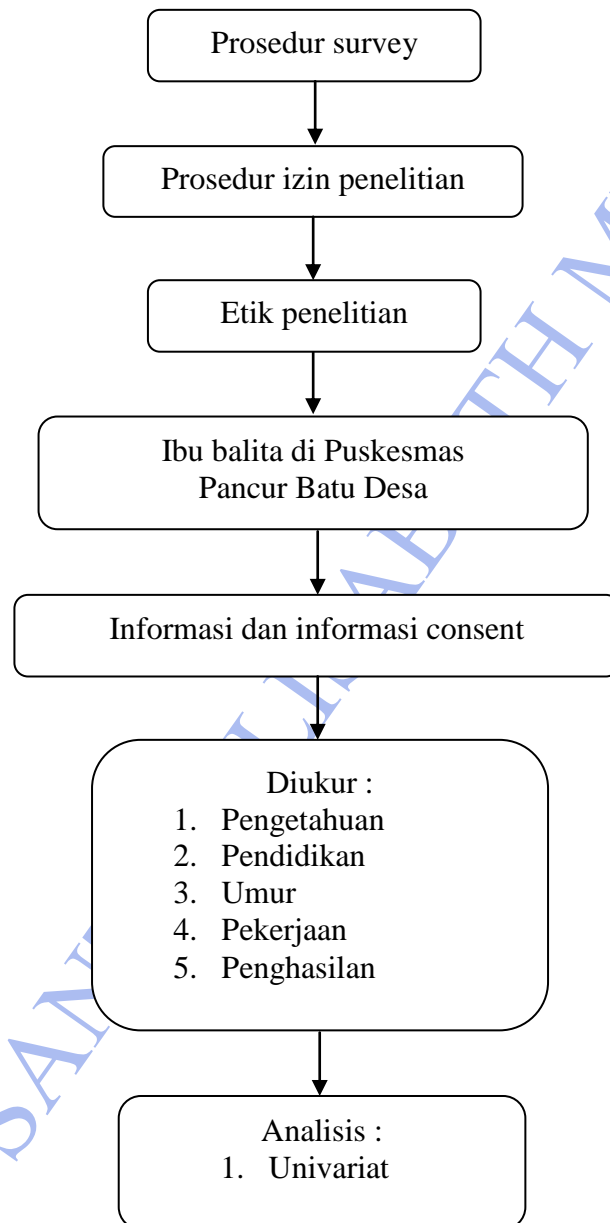 Prosedur survey
Prosedur izin penelitian
Etik penelitian
Ibu balita di Puskesmas
Pancur Batu Desa
Informasi dan informasi consent
Diukur :
1. Pengetahuan
2. Pendidikan
3. Umur
4. Pekerjaan
5. Penghasilan
Analisis :
1. Univariat